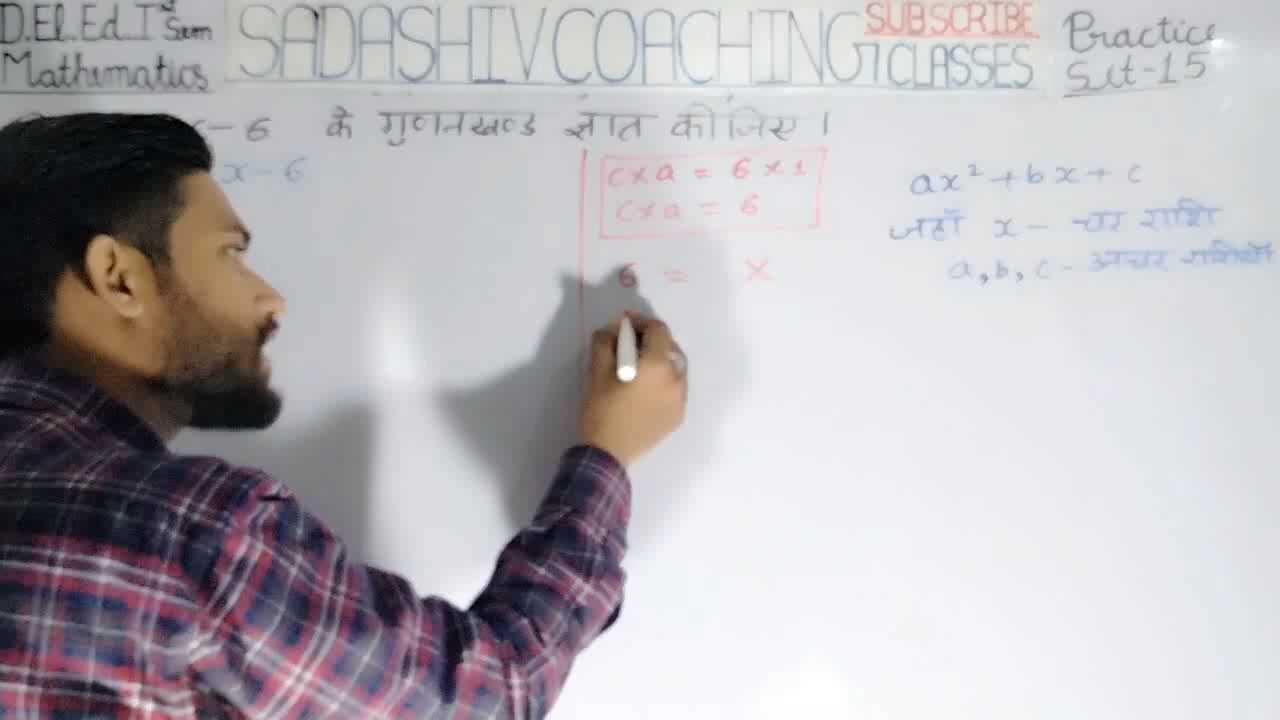 D.El.Ed. Iˢᵗ Sem
Mathematics
SADASHIV COACHING CLASSES
SUBSCRIBE
Practice
Set-15
x-6 के गुणनखण्ड ज्ञात कीजिए।
x-6
c×a = 6×1
c×a = 6
6 = ×
ax²+bx+c
जहाँ x - चर राशि
a,b,c - अचर राशियाँ